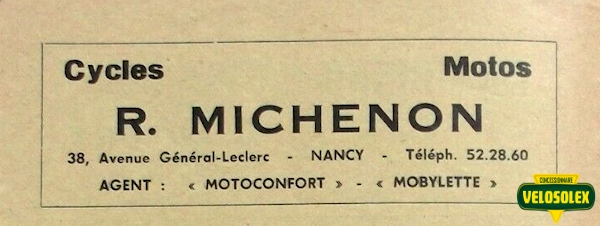 Cycles Motos
R. MICHENON
38, Avenue Général-Leclerc - NANCY - Téléph. 52.28.60
AGENT : « MOTOCONFORT » - « MOBYLETTE »
CONCESSIONNAIRE
VELOSOLEX